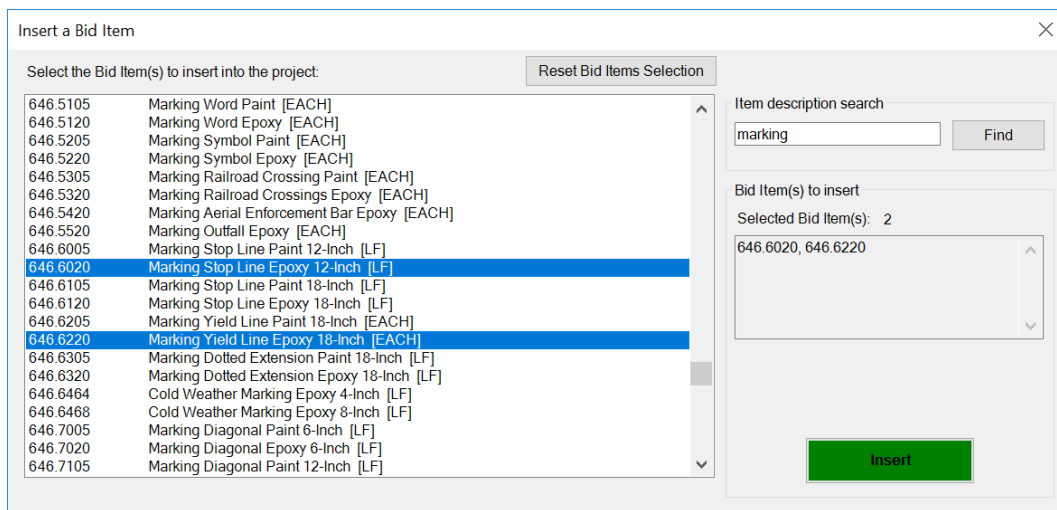 Insert a Bid Item
Select the Bid Item(s) to insert into the project:
Reset Bid Items Selection
646.5105 Marking Word Paint [EACH]
646.5120 Marking Word Epoxy [EACH]
646.5205 Marking Symbol Paint [EACH]
646.5220 Marking Symbol Epoxy [EACH]
646.5305 Marking Railroad Crossing Paint [EACH]
646.5320 Marking Railroad Crossings Epoxy [EACH]
646.5420 Marking Aerial Enforcement Bar Epoxy [EACH]
646.5520 Marking Outfall Epoxy [EACH]
646.6005 Marking Stop Line Paint 12-Inch [LF]
646.6020 Marking Stop Line Epoxy 12-Inch [LF]
646.6105 Marking Stop Line Paint 18-Inch [LF]
646.6120 Marking Stop Line Epoxy 18-Inch [LF]
646.6205 Marking Yield Line Paint 18-Inch [EACH]
646.6220 Marking Yield Line Epoxy 18-Inch [EACH]
646.6305 Marking Dotted Extension Paint 18-Inch [LF]
646.6320 Marking Dotted Extension Epoxy 18-Inch [LF]
646.6464 Cold Weather Marking Epoxy 4-Inch [LF]
646.6468 Cold Weather Marking Epoxy 8-Inch [LF]
646.7005 Marking Diagonal Paint 6-Inch [LF]
646.7020 Marking Diagonal Epoxy 6-Inch [LF]
646.7105 Marking Diagonal Paint 12-Inch [LF]
Item description search
marking
Find
Bid Item(s) to insert
Selected Bid Item(s): 2
646.6020, 646.6220
Insert